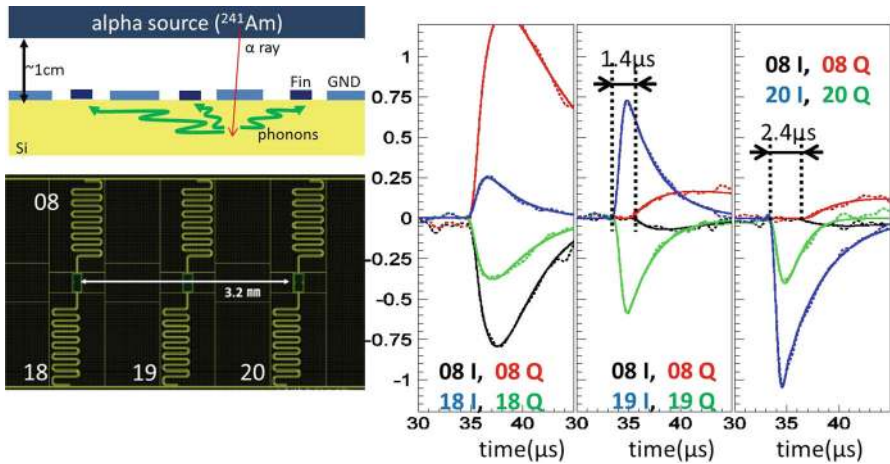 alpha source (²⁴¹Am)
~1cm
α ray
Fin
GND
phonons
Si
08
3.2 mm
18
19
20
1
0.75
0.5
0.25
0
-0.25
-0.5
-0.75
-1
08 I, 08 Q
18 I, 18 Q
30
40
time(μs)
1.4μs
08 I, 08 Q
19 I, 19 Q
30
40
time(μs)
08 I, 08 Q
20 I, 20 Q
2.4μs
30
40
time(μs)